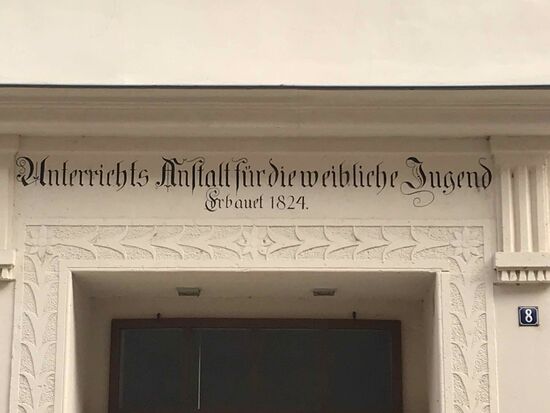 Unterrichts Anstalt für die weibliche Jugend
Erbauet 1824.
8